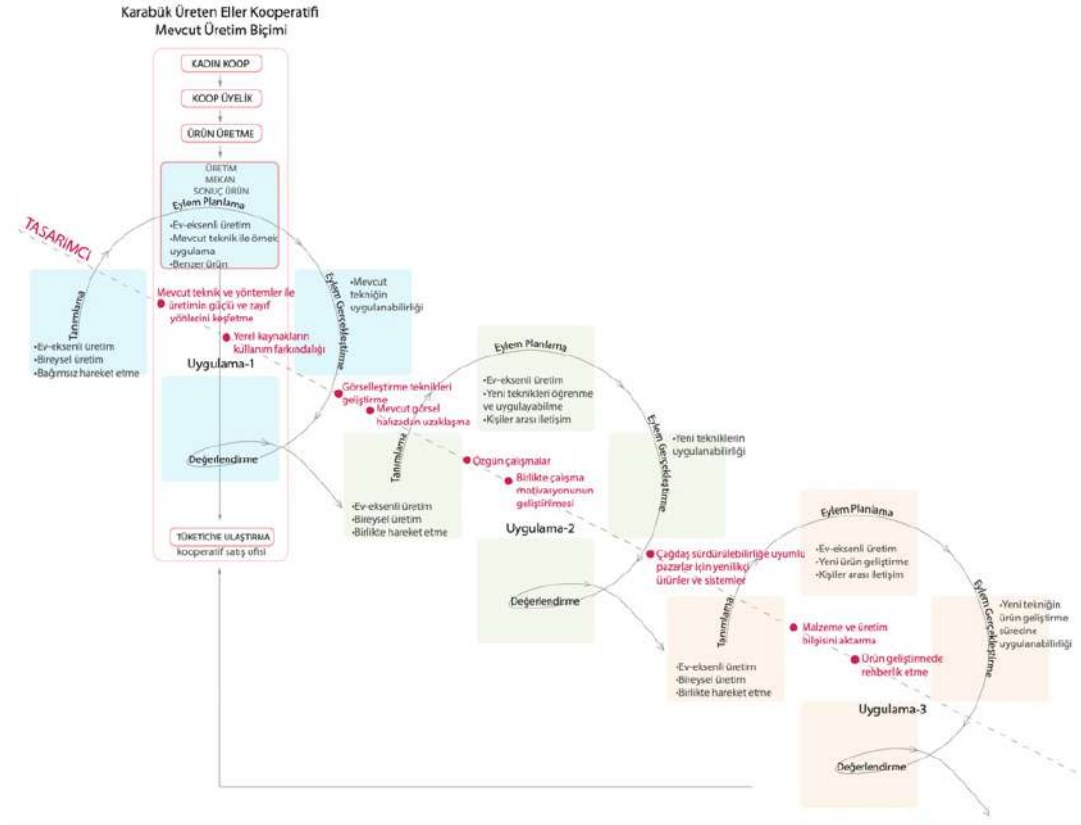 Karabük Üreten Eller Kooperatifi
Mevcut Üretim Biçimi
KADIN KOOP
KOOP ÜYELİK
ÜRÜN ÜRETME
ÜRETİM
MEKAN
SONUÇ ÜRÜN
Eylem Planlama
•Ev-eksenli üretim
•Mevcut teknik ile örnek
uygulama
•Benzer ürün
TASARIMCI
Tanımlama
•Ev-eksenli üretim
•Bireysel üretim
•Bağımsız hareket etme
Mevcut teknik ve yöntemler ile
üretimin güçlü ve zayıf
yönlerini keşfetme
Yerel kaynakların
kullanım farkındalığı
Uygulama-1
Eylem Gerçekleştirme
•Mevcut
tekniğin
uygulanabilirliği
Değerlendirme
TÜKETİCİYE ULAŞTIRMA
kooperatif satış ofisi
Görselleştirme teknikleri
geliştirme
Mevcut görsel
hafızadan uzaklaşma
Eylem Planlama
•Ev-eksenli üretim
•Yeni teknikleri öğrenme
ve uygulayabilme
•Kişiler arası iletişim
Tanımlama
•Ev-eksenli üretim
•Bireysel üretim
•Birlikte hareket etme
Özgün çalışmalar
Birlikte çalışma
motivasyonunun
geliştirilmesi
Uygulama-2
Eylem Gerçekleştirme
•Yeni tekniklerin
uygulanabilirliği
Değerlendirme
Çağdaş sürdürülebilirliğe uyumlu
pazarlar için yenilikçi
ürünler ve sistemler
Eylem Planlama
•Ev-eksenli üretim
•Yeni ürün geliştirme
•Kişiler arası iletişim
Tanımlama
•Ev-eksenli üretim
•Bireysel üretim
•Birlikte hareket etme
Malzeme ve üretim
bilgisini aktarma
Ürün geliştirmede
rehberlik etme
Uygulama-3
Eylem Gerçekleştirme
•Yeni tekniğin
ürün geliştirme
sürecine
uygulanabilirliği
Değerlendirme